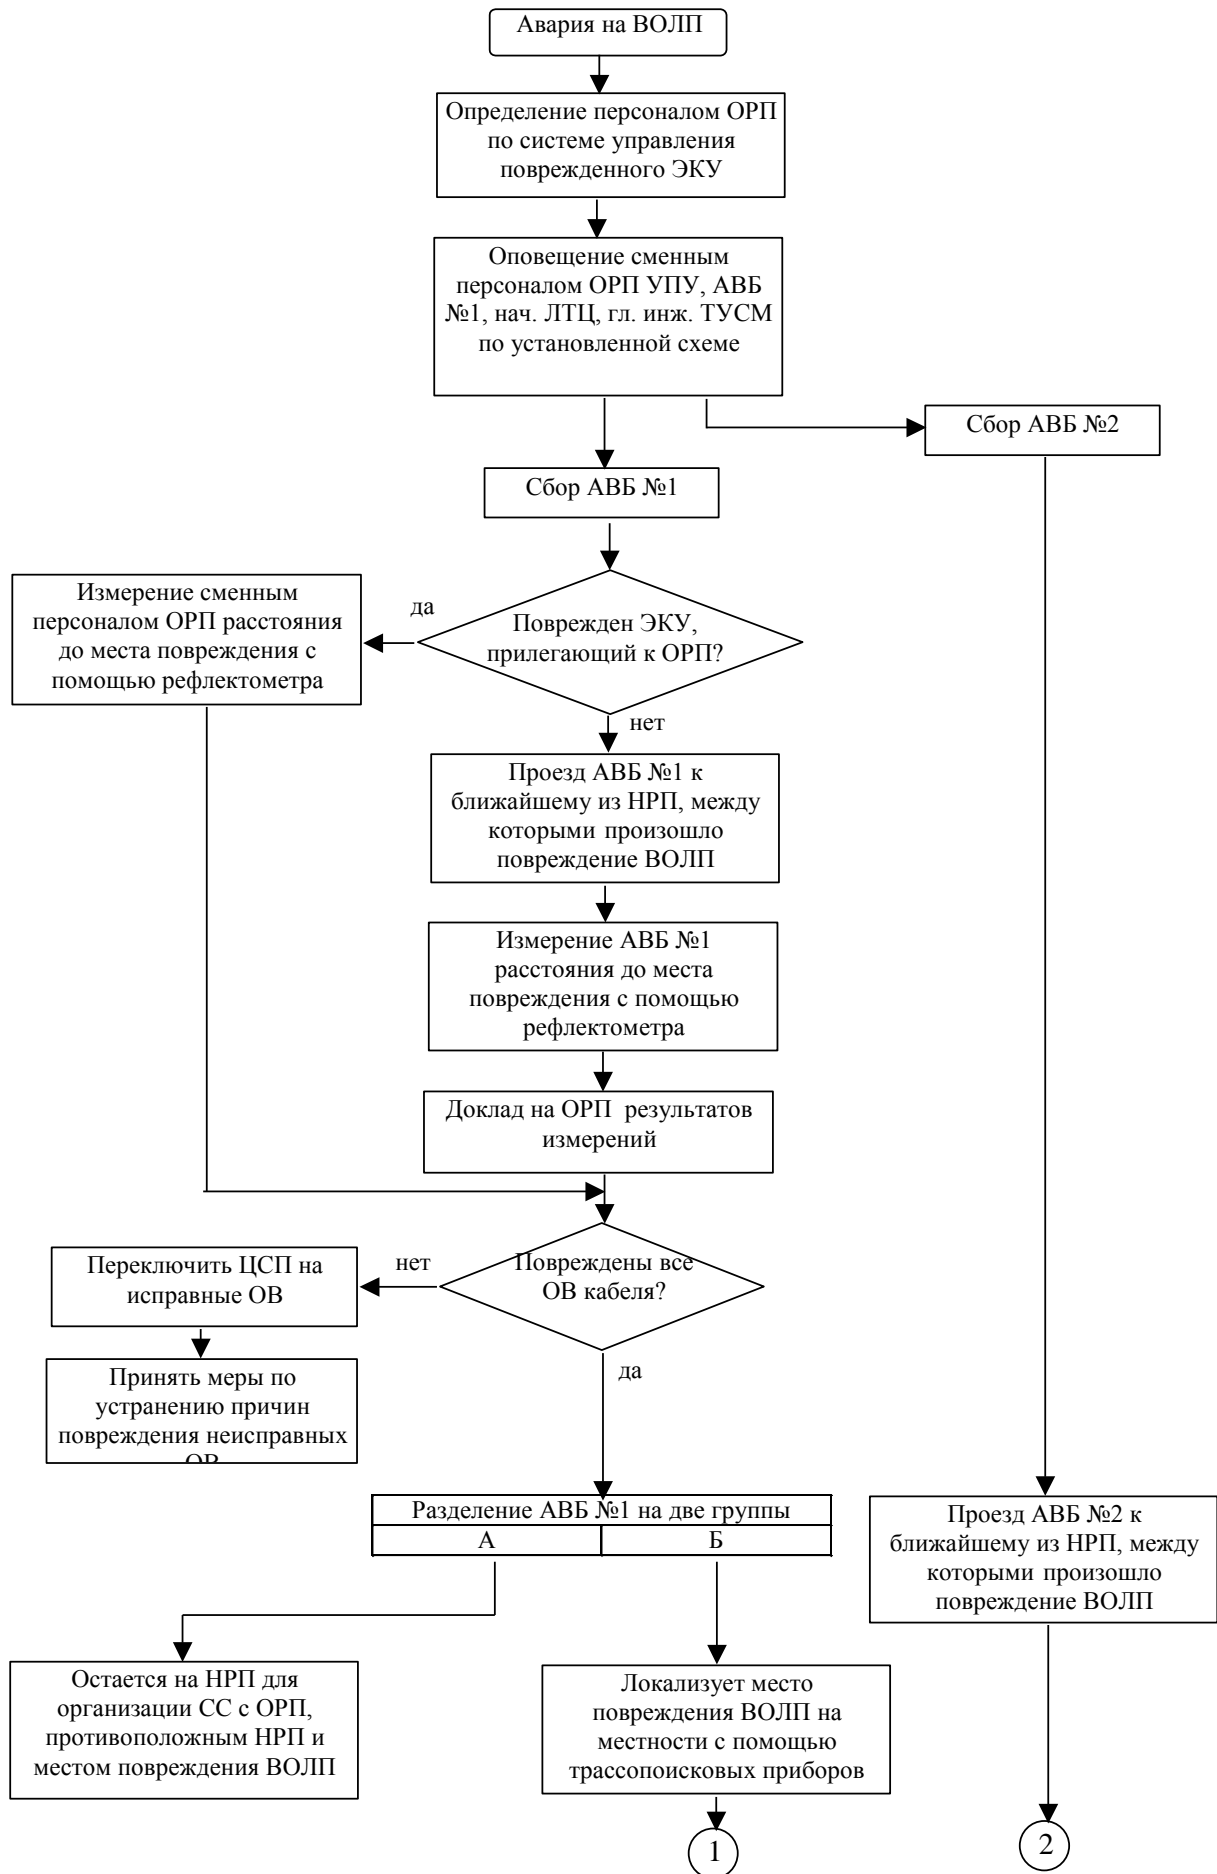 Авария на ВОЛП
Определение персоналом ОРП
по системе управления
поврежденного ЭКУ
Оповещение сменным
персоналом ОРП УПУ, АВБ
№1, нач. ЛТЦ, гл. инж. ТУСМ
по установленной схеме
Сбор АВБ №2
Сбор АВБ №1
Измерение сменным
персоналом ОРП расстояния
до места повреждения с
помощью рефлектометра
да
Поврежден ЭКУ,
прилегающий к ОРП?
нет
Проезд АВБ №1 к
ближайшему из НРП, между
которыми произошло
повреждение ВОЛП
Измерение АВБ №1
расстояния до места
повреждения с помощью
рефлектометра
Доклад на ОРП результатов
измерений
Переключить ЦСП на
исправные ОВ
нет
Повреждены все
ОВ кабеля?
да
Принять меры по
устранению причин
повреждения неисправных
ОВ
Разделение АВБ №1 на две группы
А Б
Проезд АВБ №2 к
ближайшему из НРП, между
которыми произошло
повреждение ВОЛП
Остается на НРП для
организации СС с ОРП,
противоположным НРП и
местом повреждения ВОЛП
Локализует место
повреждения ВОЛП на
местности с помощью
трассопоисковых приборов
1
2